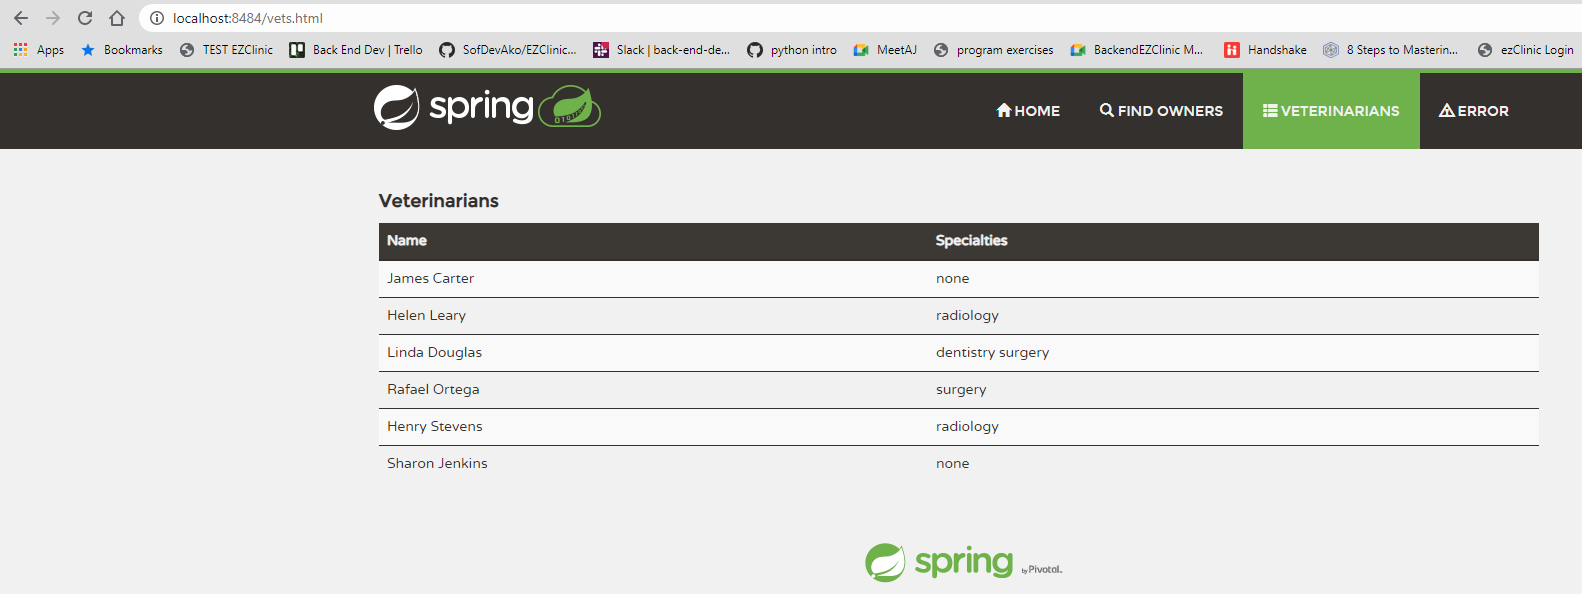 localhost:8484/vets.html
Apps Bookmarks TEST EZClinic Back End Dev | Trello SofDevAko/EZClinic... Slack | back-end-de... python intro MeetAJ program exercises BackendEZClinic M... Handshake 8 Steps to Masterin... ezClinic Login
spring HOME FIND OWNERS VETERINARIANS ERROR
Veterinarians
Name Specialties
James Carter none
Helen Leary radiology
Linda Douglas dentistry surgery
Rafael Ortega surgery
Henry Stevens radiology
Sharon Jenkins none
spring by Pivotal